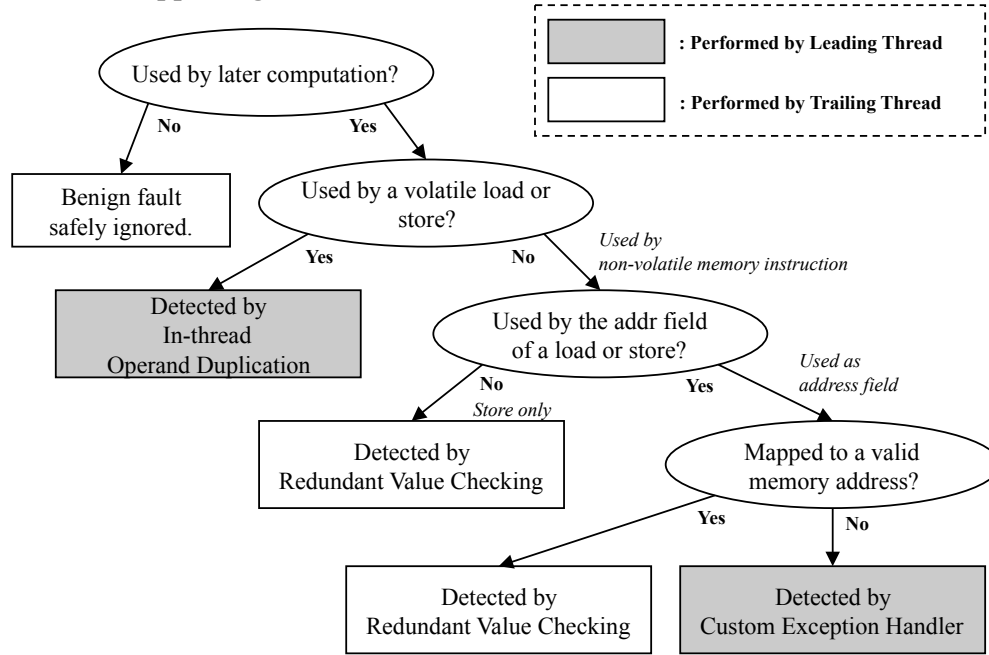 : Performed by Leading Thread
: Performed by Trailing Thread
Used by later computation?
No
Yes
Benign fault
safely ignored.
Used by a volatile load or
store?
Yes
No
Used by
non-volatile memory instruction
Detected by
In-thread
Operand Duplication
Used by the addr field
of a load or store?
No
Store only
Yes
Used as
address field
Detected by
Redundant Value Checking
Mapped to a valid
memory address?
Yes
No
Detected by
Redundant Value Checking
Detected by
Custom Exception Handler